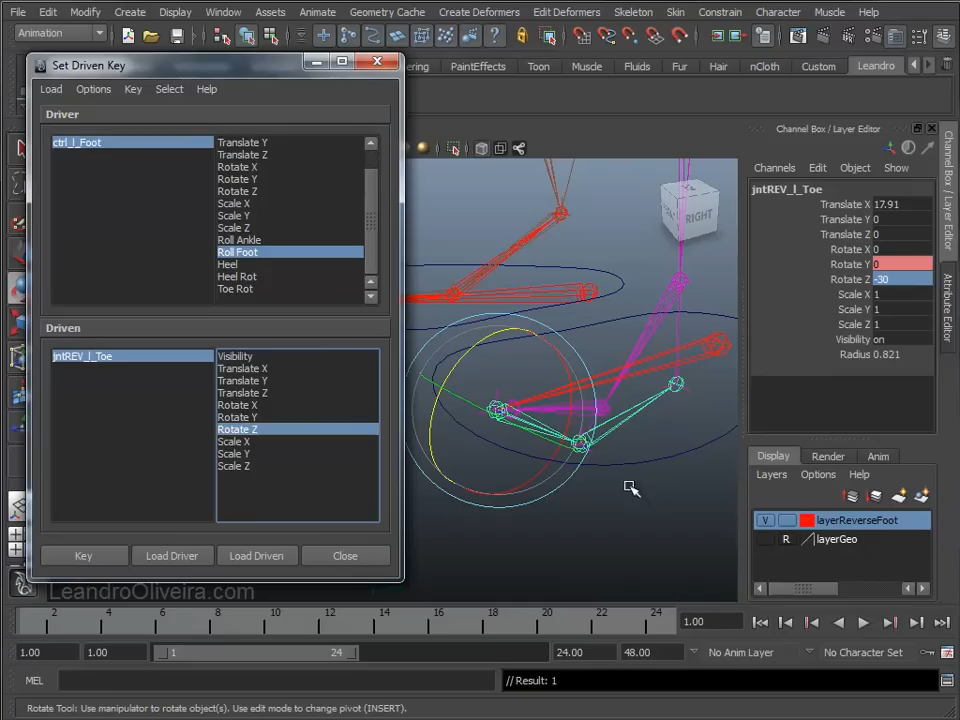 File Edit Modify Create Display Window Assets Animate Geometry Cache Create Deformers Edit Deformers Skeleton Skin Constrain Character Muscle Help
Animation
PaintEffects Toon Muscle Fluids Fur Hair nCloth Custom Leandro
Set Driven Key
Load Options Key Select Help
Driver
ctrl_l_Foot
Translate Y
Translate Z
Rotate X
Rotate Y
Rotate Z
Scale X
Scale Y
Scale Z
Roll Ankle
Roll Foot
Heel
Heel Rot
Toe Rot
Driven
jntREV_l_Toe
Visibility
Translate X
Translate Y
Translate Z
Rotate X
Rotate Y
Rotate Z
Scale X
Scale Y
Scale Z
Key Load Driver Load Driven Close
RIGHT
Channel Box / Layer Editor
Channels Edit Object Show
jntREV_l_Toe
Translate X 17.91
Translate Y 0
Translate Z 0
Rotate X 0
Rotate Y 0
Rotate Z -30
Scale X 1
Scale Y 1
Scale Z 1
Visibility on
Radius 0.821
Channel Box / Layer Editor
Attribute Editor
Display Render Anim
Layers Options Help
V layerReverseFoot
R layerGeo
LeandroOliveira.com
2 4 6 8 10 12 14 16 18 20 22 24
1.00
1.00 1.00 1 24 24.00 48.00 No Anim Layer No Character Set
MEL // Result: 1
Rotate Tool: Use manipulator to rotate object(s). Use edit mode to change pivot (INSERT).